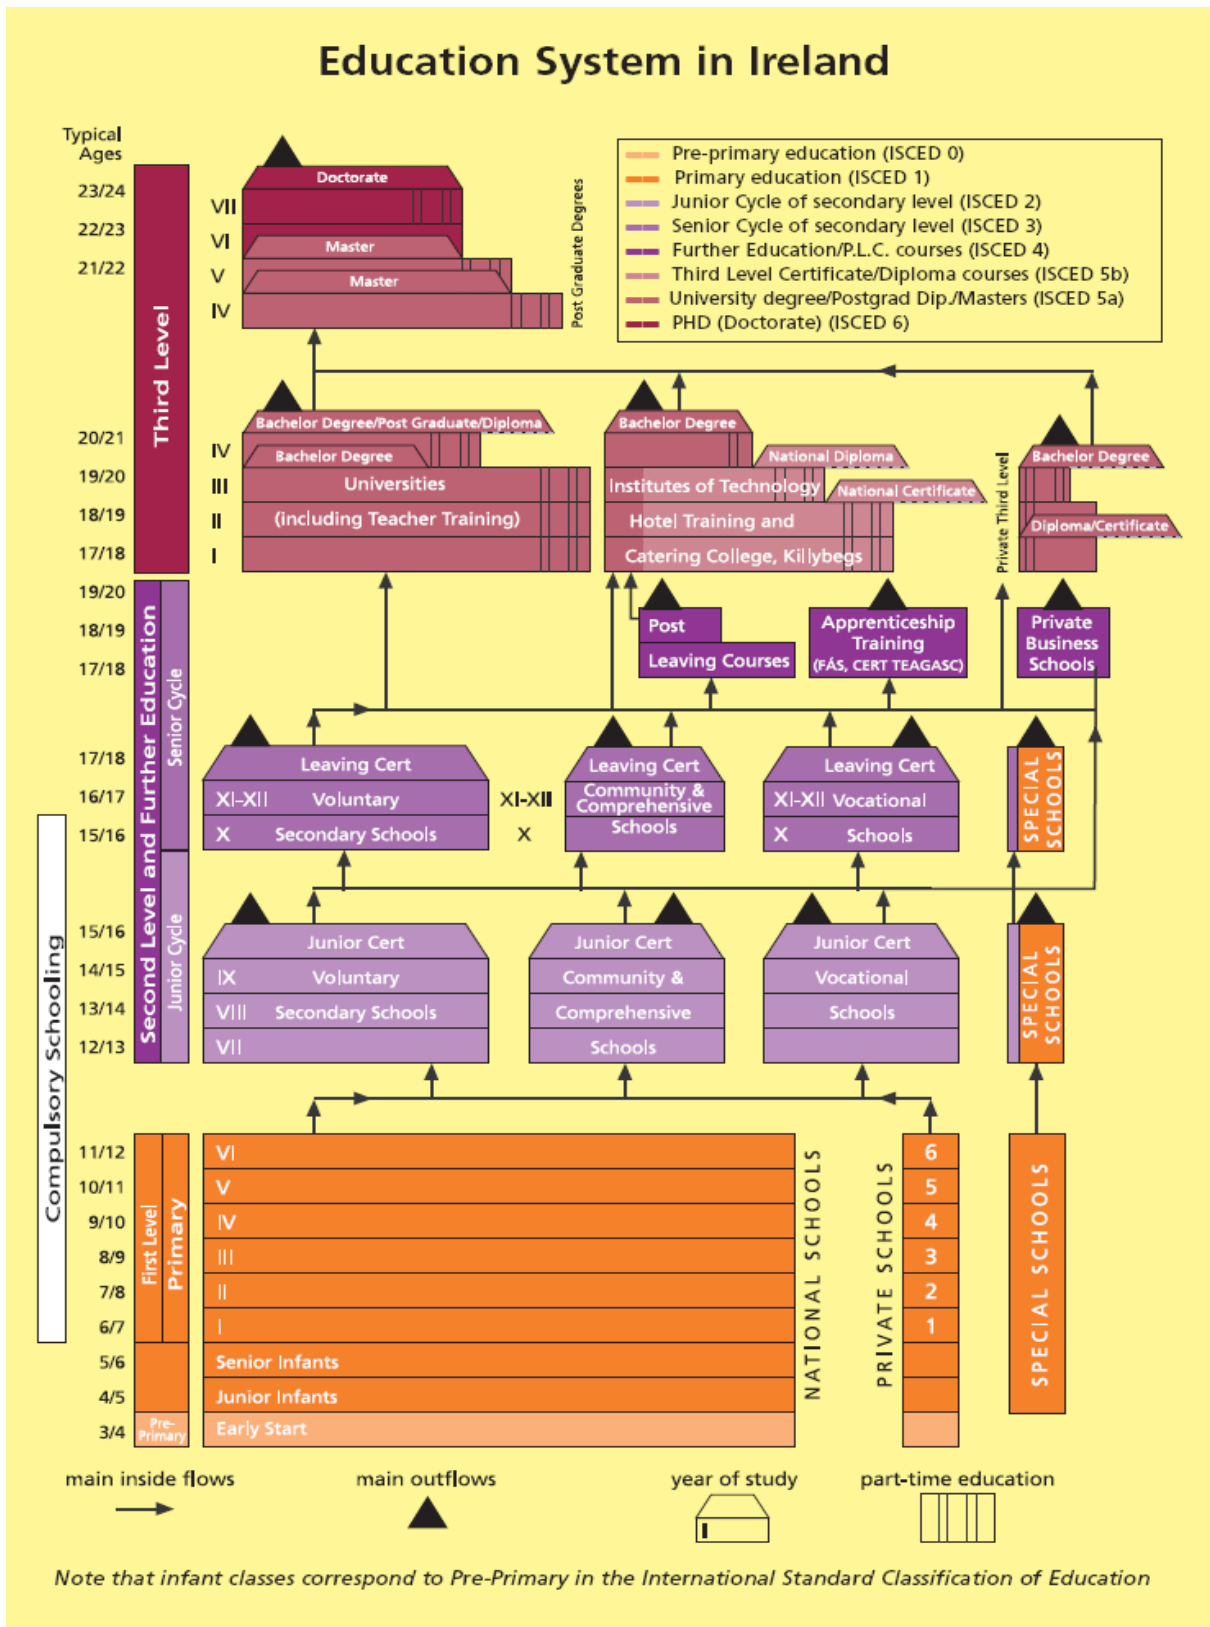 Education System in Ireland
Typical
Ages
23/24
22/23
21/22
Third Level
VII
VI
V
IV
Doctorate
Master
Master
Post Graduate Degrees
Pre-primary education (ISCED 0)
Primary education (ISCED 1)
Junior Cycle of secondary level (ISCED 2)
Senior Cycle of secondary level (ISCED 3)
Further Education/P.L.C. courses (ISCED 4)
Third Level Certificate/Diploma courses (ISCED 5b)
University degree/Postgrad Dip./Masters (ISCED 5a)
PHD (Doctorate) (ISCED 6)
20/21
19/20
18/19
17/18
IV
III
II
I
Bachelor Degree/Post Graduate/Diploma
Bachelor Degree
Universities
(including Teacher Training)
Bachelor Degree
National Diploma
Institutes of Technology
National Certificate
Hotel Training and
Catering College, Killybegs
Private Third Level
Bachelor Degree
Diploma/Certificate
19/20
18/19
17/18
Second Level and Further Education
Senior Cycle
Post
Leaving Courses
Apprenticeship
Training
(FÁS, CERT TEAGASC)
Private
Business
Schools
17/18
16/17
15/16
Leaving Cert
XI-XII Voluntary
X Secondary Schools
XI-XII
X
Leaving Cert
Community &
Comprehensive
Schools
Leaving Cert
XI-XII Vocational
X Schools
SPECIAL
SCHOOLS
Compulsory Schooling
Junior Cycle
15/16
14/15
13/14
12/13
Junior Cert
IX Voluntary
VIII Secondary Schools
VII
Junior Cert
Community &
Comprehensive
Schools
Junior Cert
Vocational
Schools
SPECIAL
SCHOOLS
11/12
10/11
9/10
8/9
7/8
6/7
5/6
4/5
3/4
First Level
Primary
Pre-
Primary
VI
V
IV
III
II
I
Senior Infants
Junior Infants
Early Start
NATIONAL SCHOOLS
PRIVATE SCHOOLS
6
5
4
3
2
1
SPECIAL SCHOOLS
main inside flows
main outflows
year of study
I
part-time education
Note that infant classes correspond to Pre-Primary in the International Standard Classification of Education